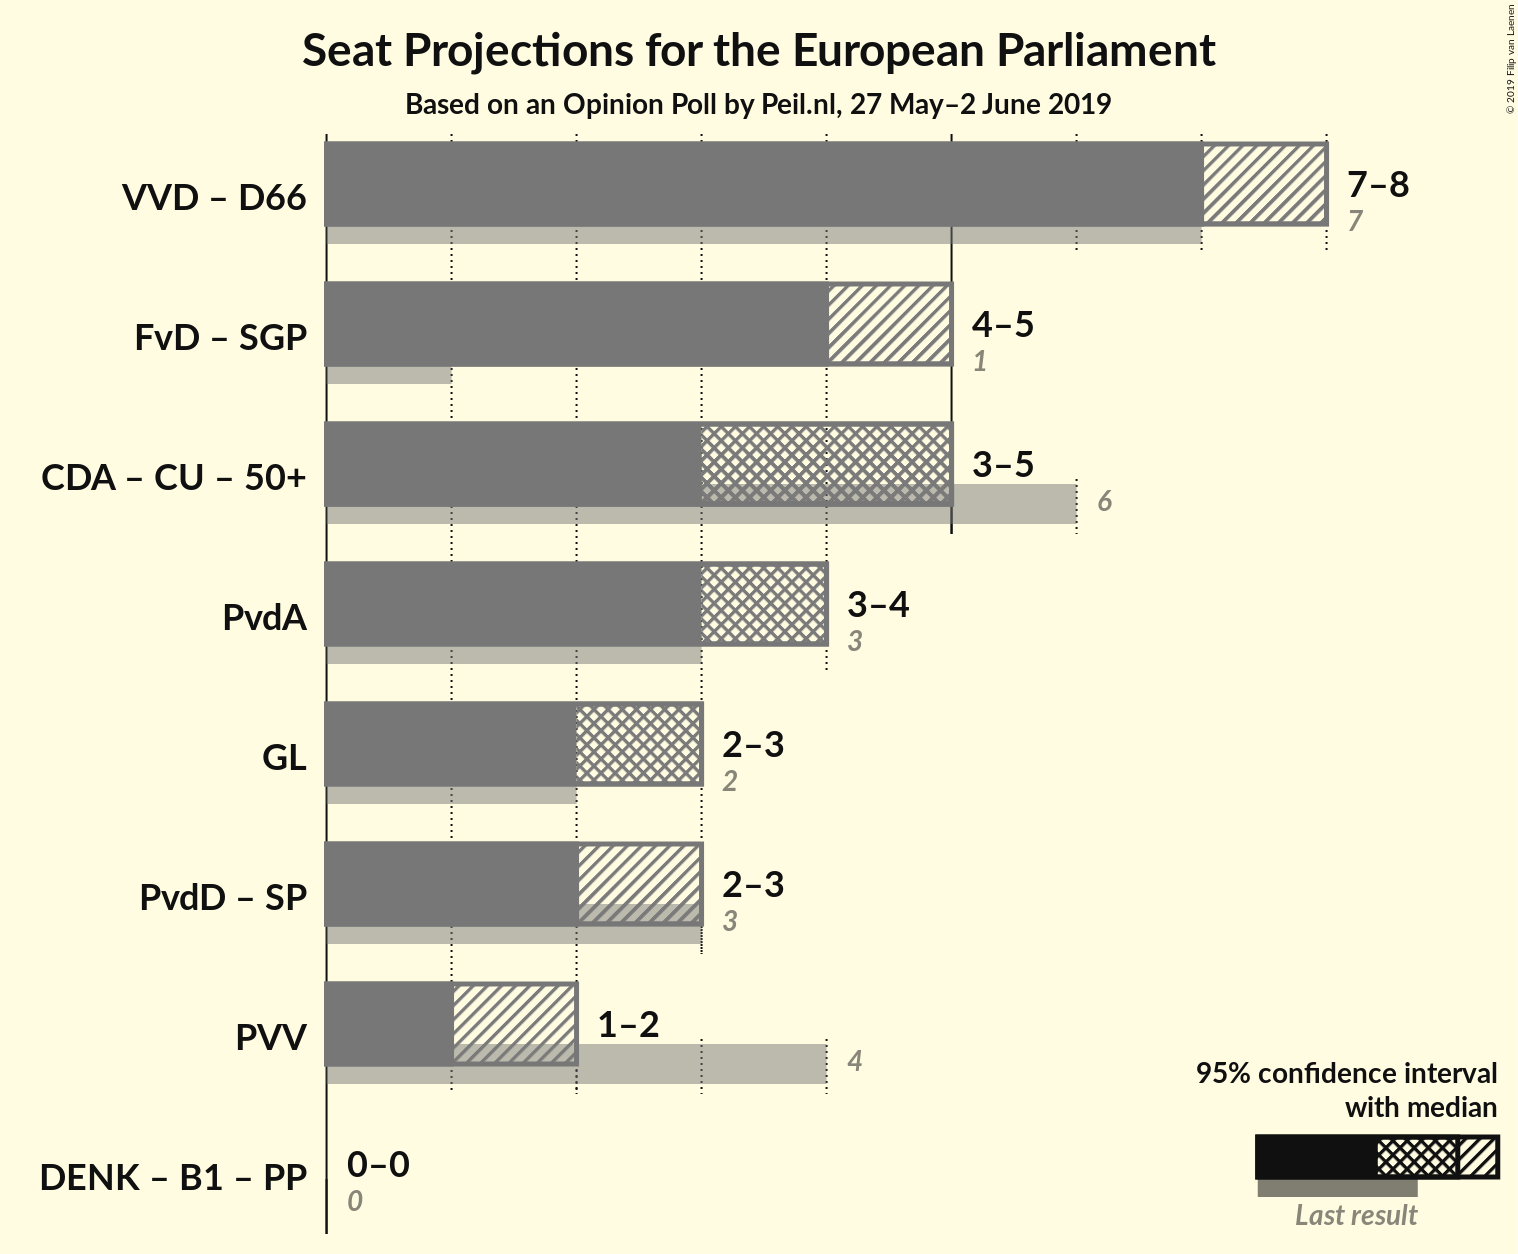 Seat Projections for the European Parliament
Based on an Opinion Poll by Peil.nl, 27 May–2 June 2019
© 2019 Filip van Laenen
VVD – D66
7–8
7
FvD – SGP
4–5
1
CDA – CU – 50+
3–5
6
PvdA
3–4
3
GL
2–3
2
PvdD – SP
2–3
3
PVV
1–2
4
DENK – B1 – PP
0–0
0
95% confidence interval
with median
Last result